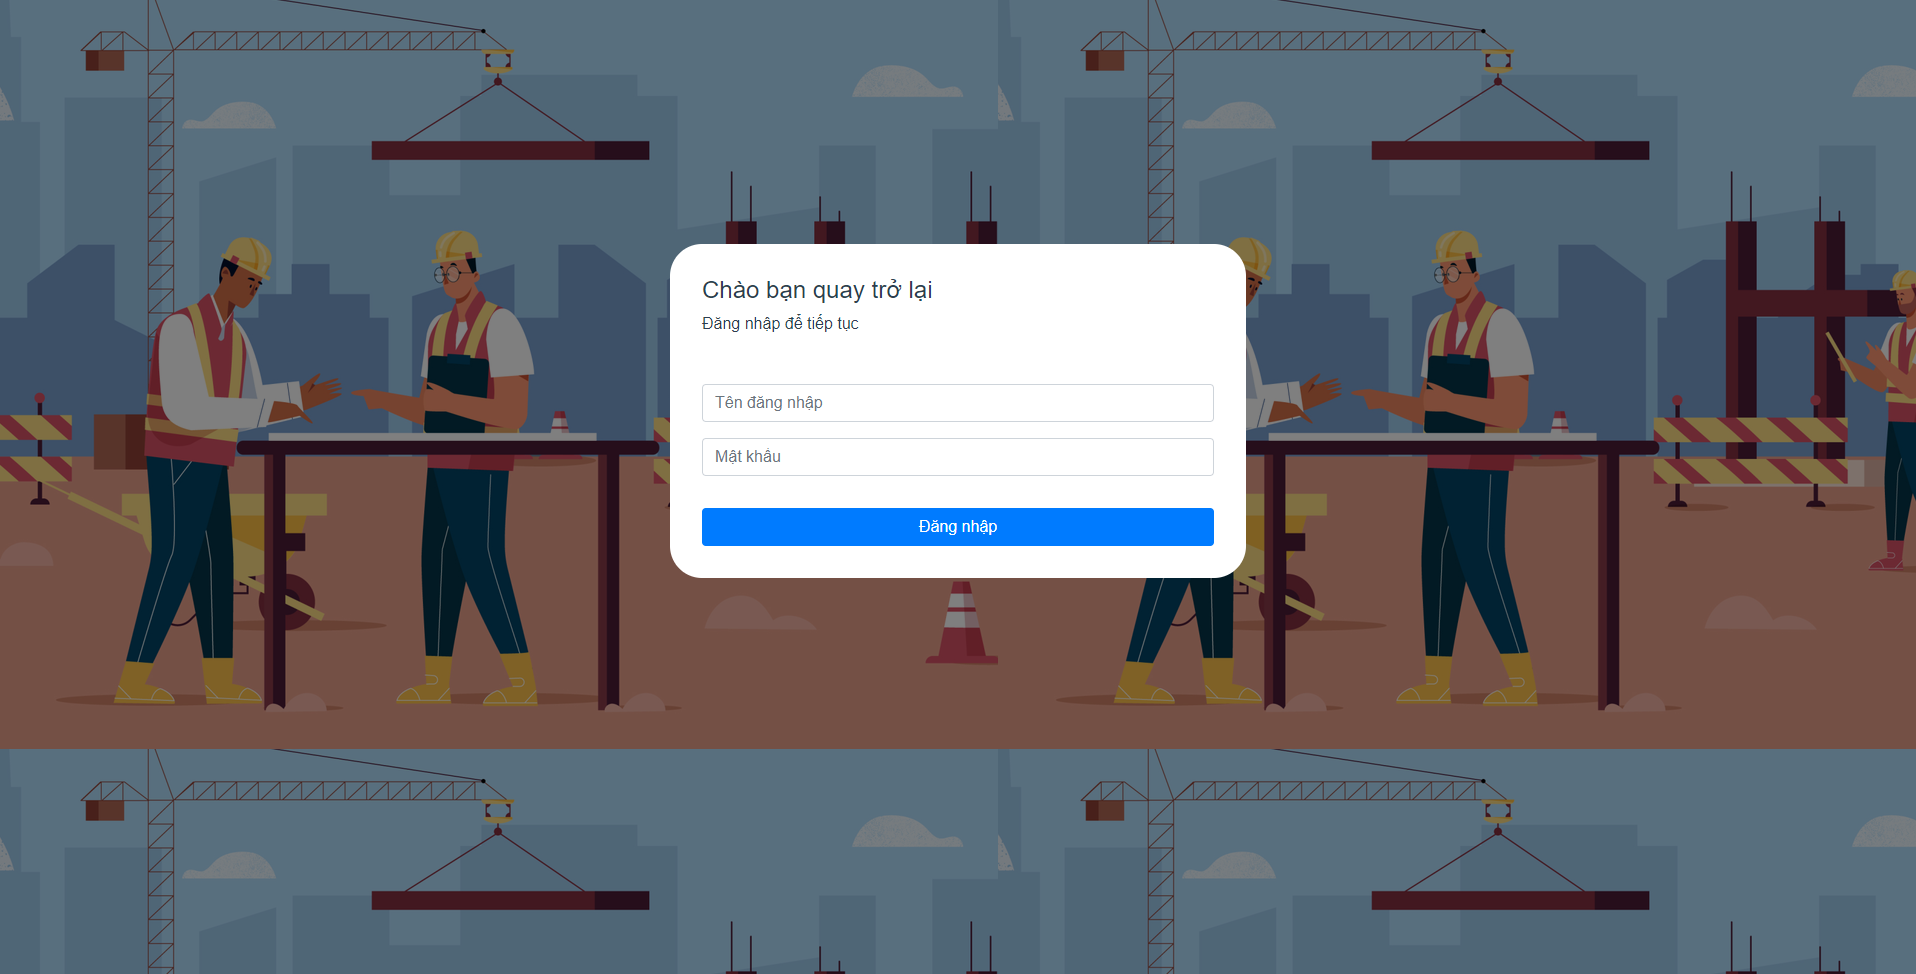 Chào bạn quay trở lại
Đăng nhập để tiếp tục
Tên đăng nhập
Mật khẩu
Đăng nhập